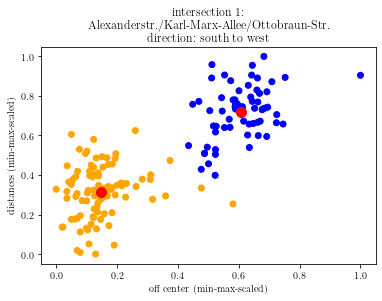 intersection 1:
Alexanderstr./Karl-Marx-Allee/Ottobraun-Str.
direction: south to west
distances (min-max-scaled)
1.0
0.8
0.6
0.4
0.2
0.0
0.0 0.2 0.4 0.6 0.8 1.0
off center (min-max-scaled)